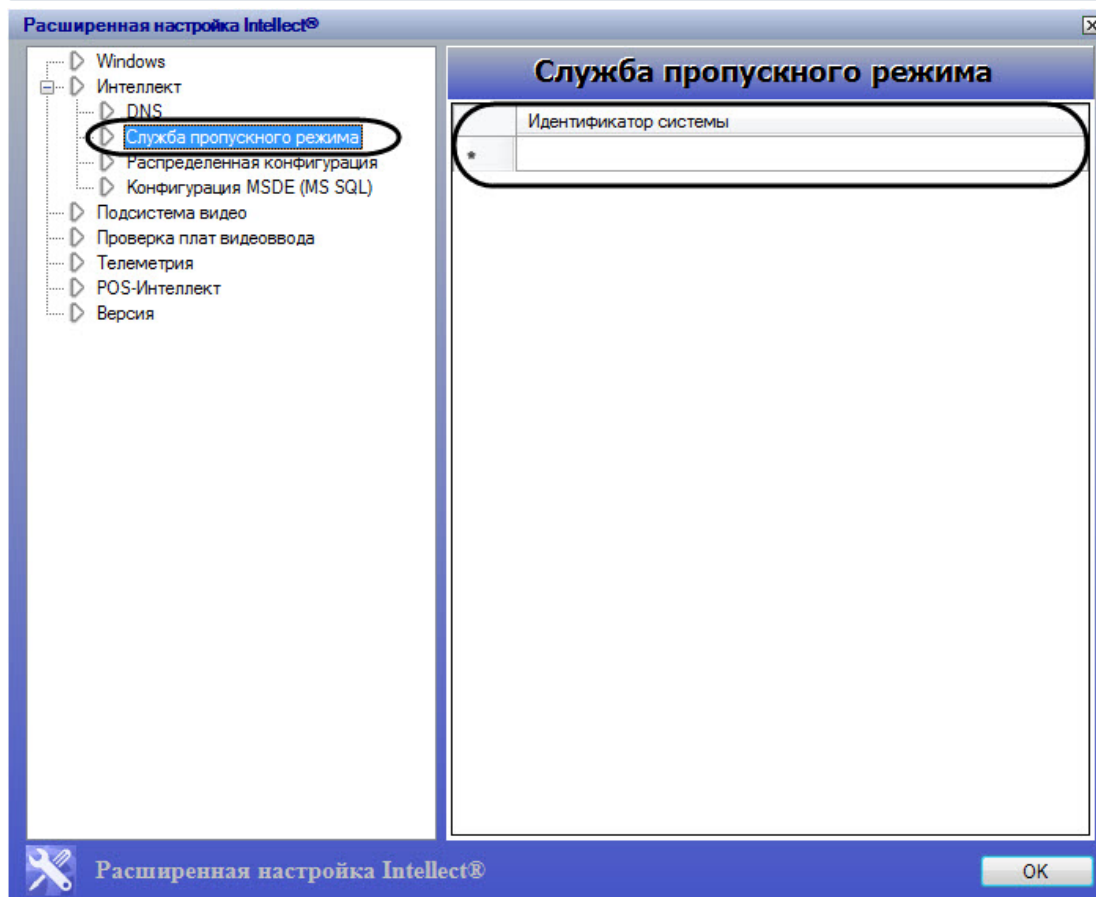 Расширенная настройка Intellect®
Windows
Интеллект
DNS
Служба пропускного режима
Распределенная конфигурация
Конфигурация MSDE (MS SQL)
Подсистема видео
Проверка плат видеоввода
Телеметрия
POS-Интеллект
Версия
Служба пропускного режима
Идентификатор системы
*
Расширенная настройка Intellect®
OK